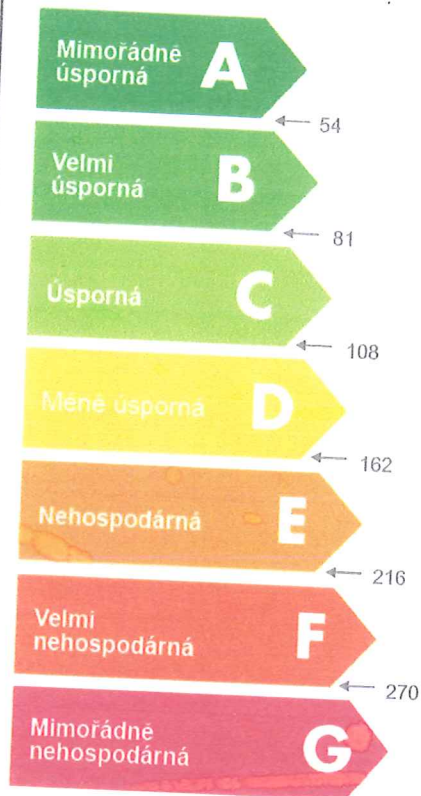 Mimořádně
úsporná
A
54
Velmi
úsporná
B
81
Úsporná
C
108
Méně úsporná
D
162
Nehospodárná
E
216
Velmi
nehospodárná
F
270
Mimořádně
nehospodárná
G